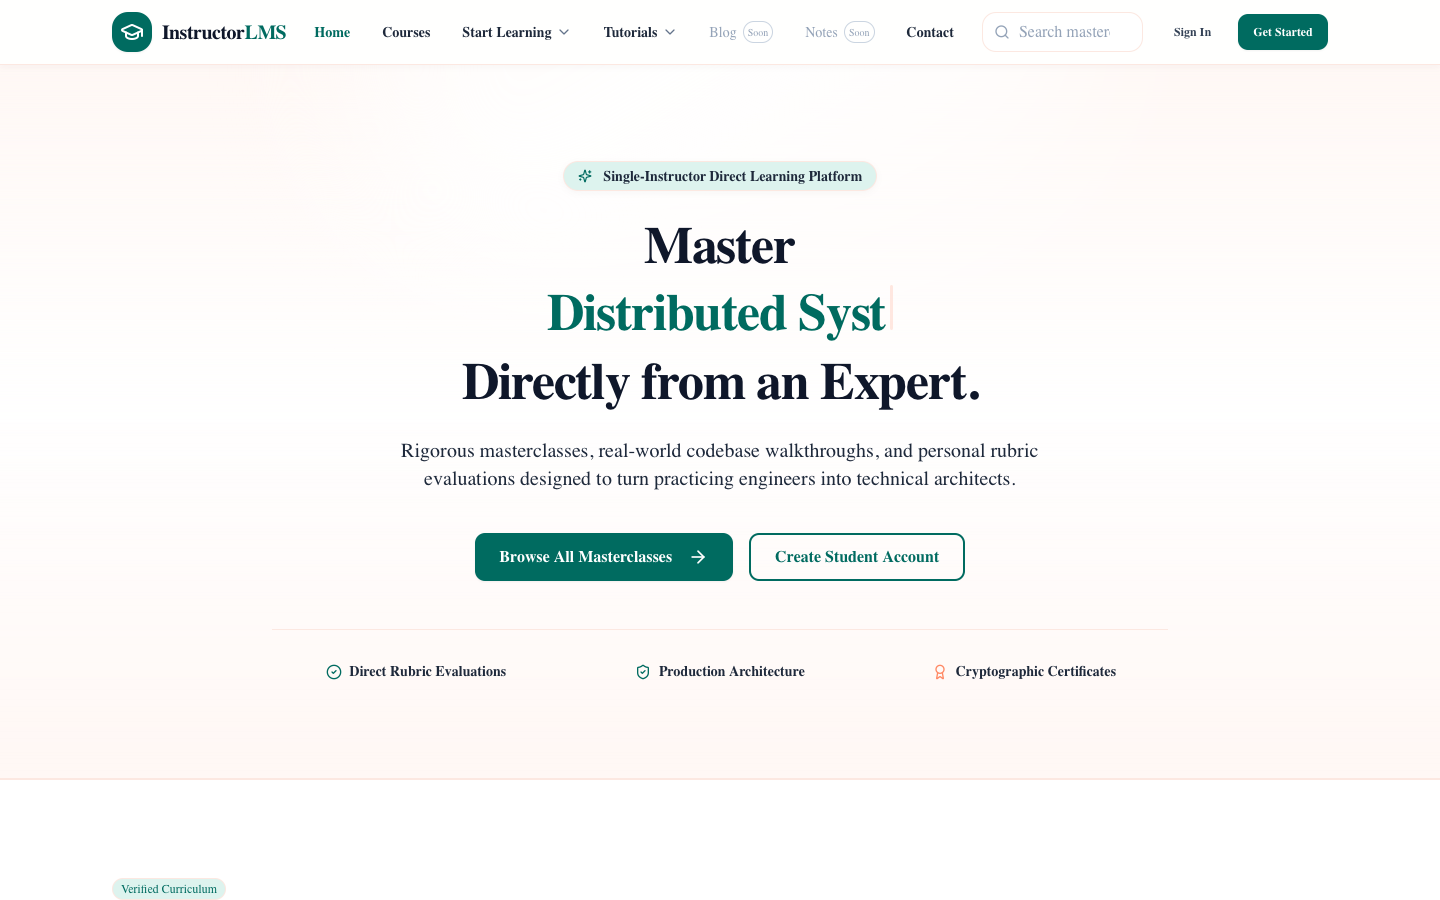 InstructorLMS
Home
Courses
Start Learning
Tutorials
Blog Soon
Notes Soon
Contact
Search master
Sign In
Get Started
Single-Instructor Direct Learning Platform
Master
Distributed Syst
Directly from an Expert.
Rigorous masterclasses, real-world codebase walkthroughs, and personal rubric
evaluations designed to turn practicing engineers into technical architects.
Browse All Masterclasses
Create Student Account
Direct Rubric Evaluations
Production Architecture
Cryptographic Certificates
Verified Curriculum